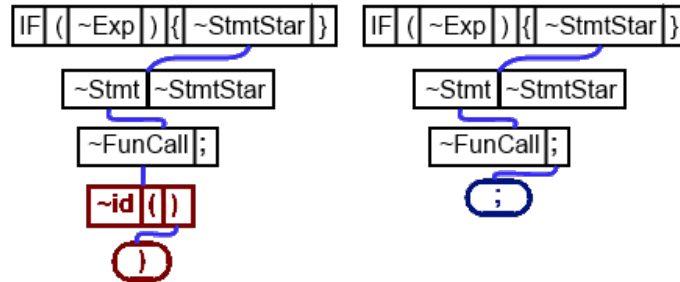 IF ( ~Exp ) { ~StmtStar }
~Stmt ~StmtStar
~FunCall ;
~id ( )
)
IF ( ~Exp ) { ~StmtStar }
~Stmt ~StmtStar
~FunCall ;
;